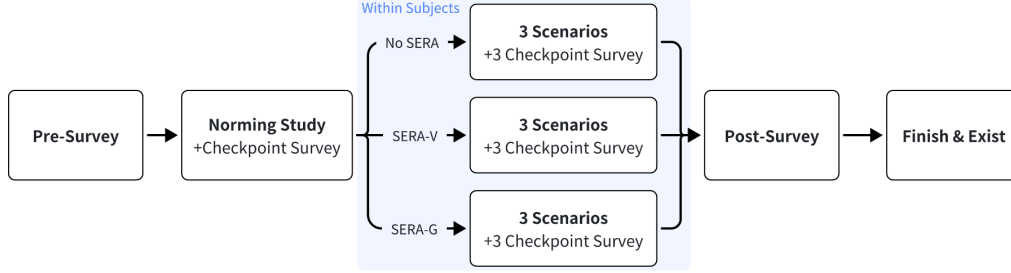 Within Subjects
Pre-Survey
Norming Study
+Checkpoint Survey
No SERA
3 Scenarios
+3 Checkpoint Survey
SERA-V
3 Scenarios
+3 Checkpoint Survey
SERA-G
3 Scenarios
+3 Checkpoint Survey
Post-Survey
Finish & Exist